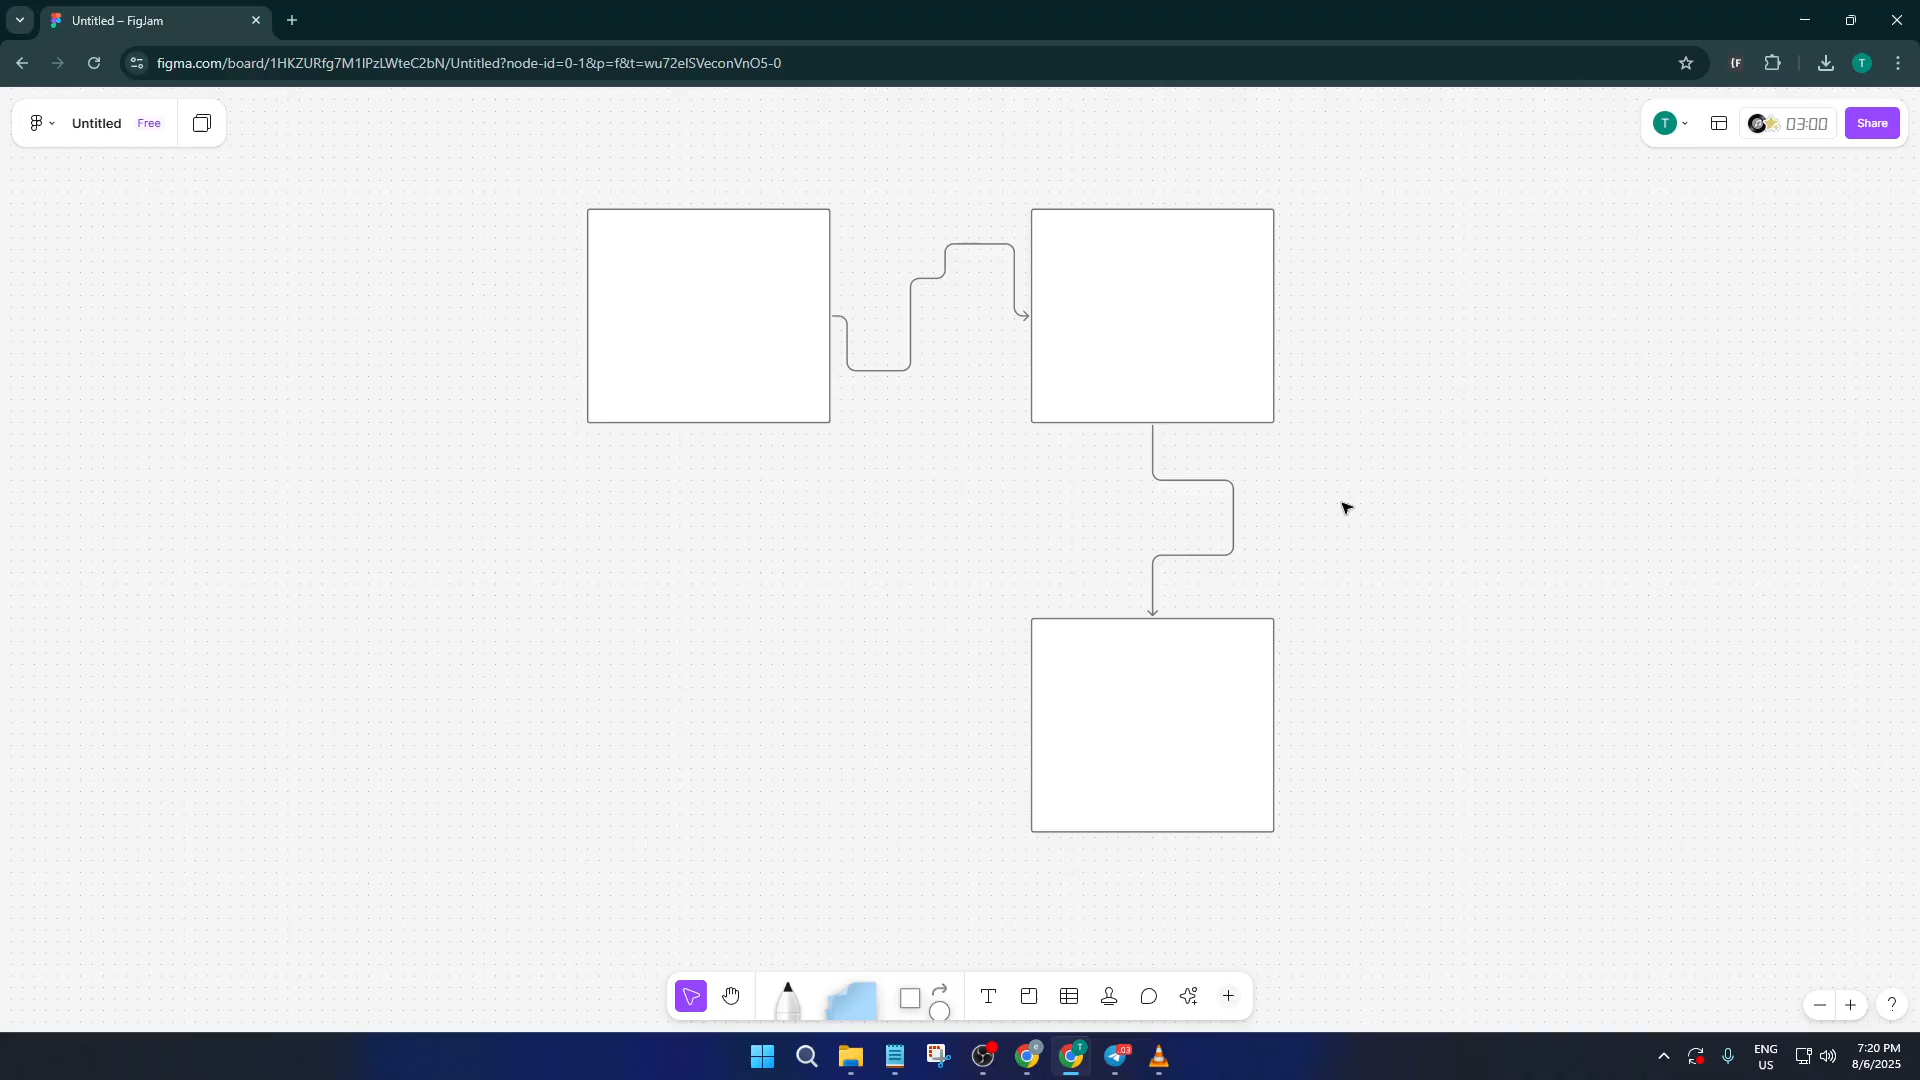 Untitled – FigJam
figma.com/board/1HKZURfg7M1lPzLWteC2bN/Untitled?node-id=0-1&p=f&t=wu72elSVeconVnO5-0
T
Untitled
Free
T
03:00
Share
03
ENG
US
7:20 PM
8/6/2025